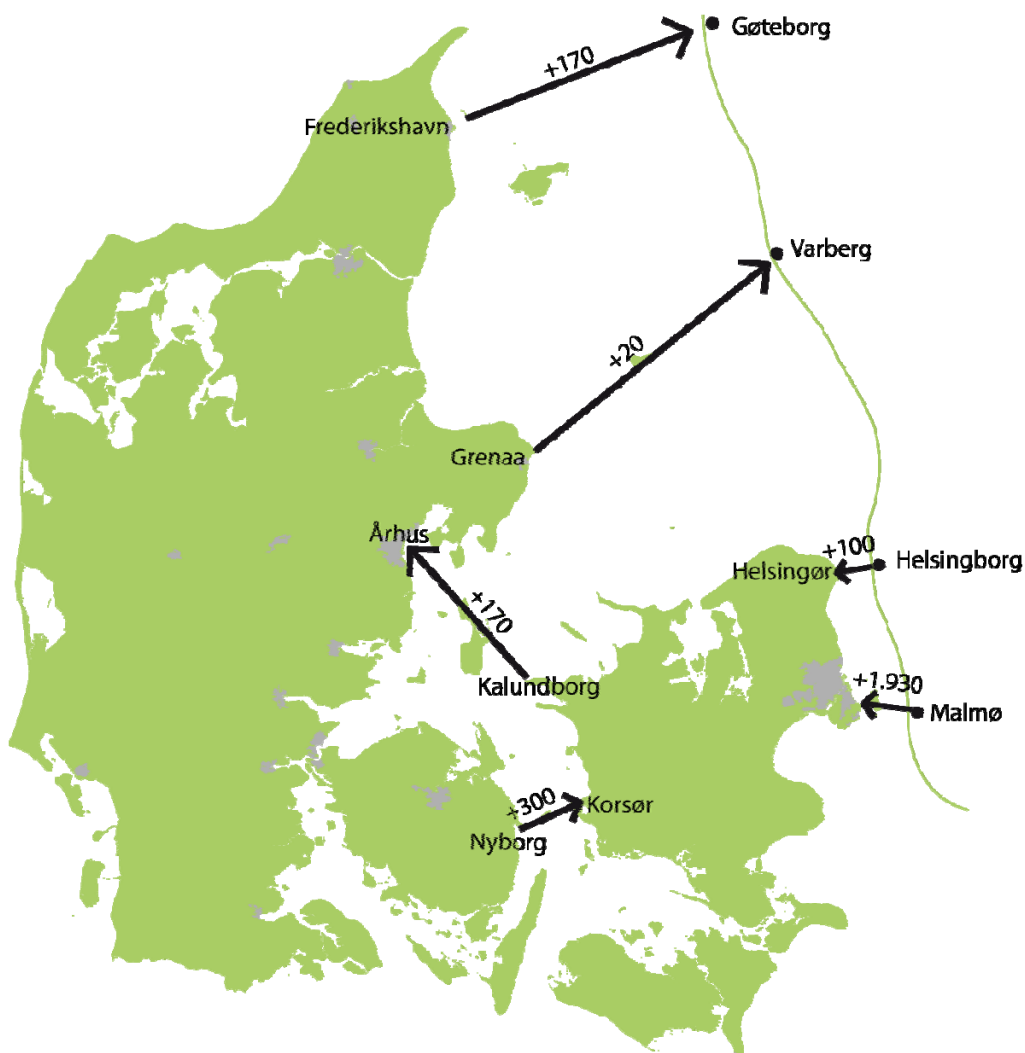 Gøteborg
+170
Frederikshavn
Varberg
+20
Grenaa
Århus
+100
Helsingør
Helsingborg
+170
Kalundborg
+1.930
Malmø
+300
Korsør
Nyborg